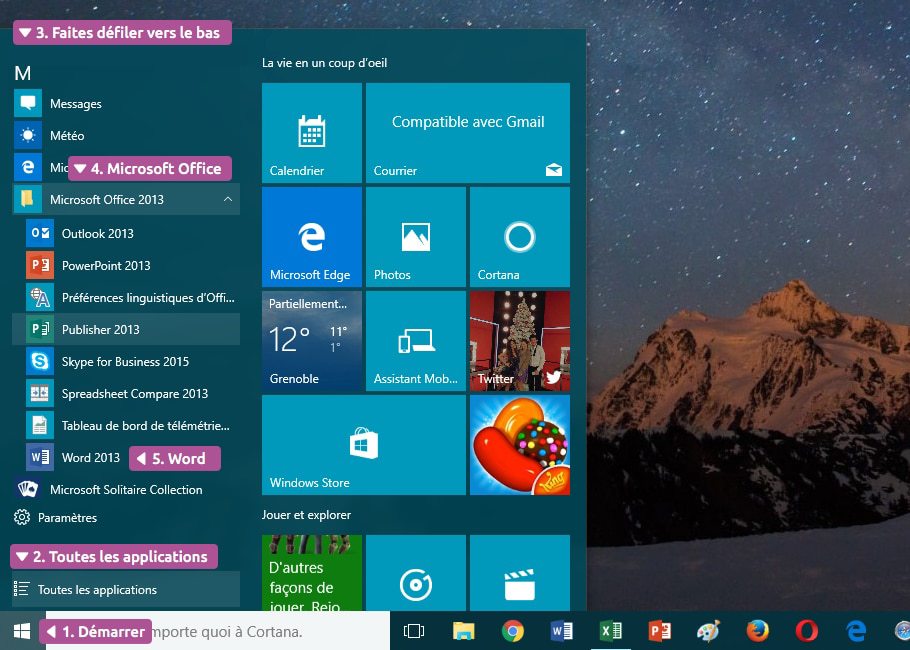 3. Faites défiler vers le bas
M
Messages
Météo
Mic
4. Microsoft Office
Microsoft Office 2013
Outlook 2013
PowerPoint 2013
Préférences linguistiques d'Offi...
Publisher 2013
Skype for Business 2015
Spreadsheet Compare 2013
Tableau de bord de télémétrie...
Word 2013
5. Word
Microsoft Solitaire Collection
Paramètres
2. Toutes les applications
Toutes les applications
La vie en un coup d'oeil
Calendrier
Compatible avec Gmail
Courrier
Microsoft Edge
Photos
Cortana
Partiellement...
12° 11°
1°
Grenoble
Assistant Mob...
Twitter
Windows Store
King
Jouer et explorer
D'autres
façons de
jouer. Rejo
1. Démarrer
mporte quoi à Cortana.